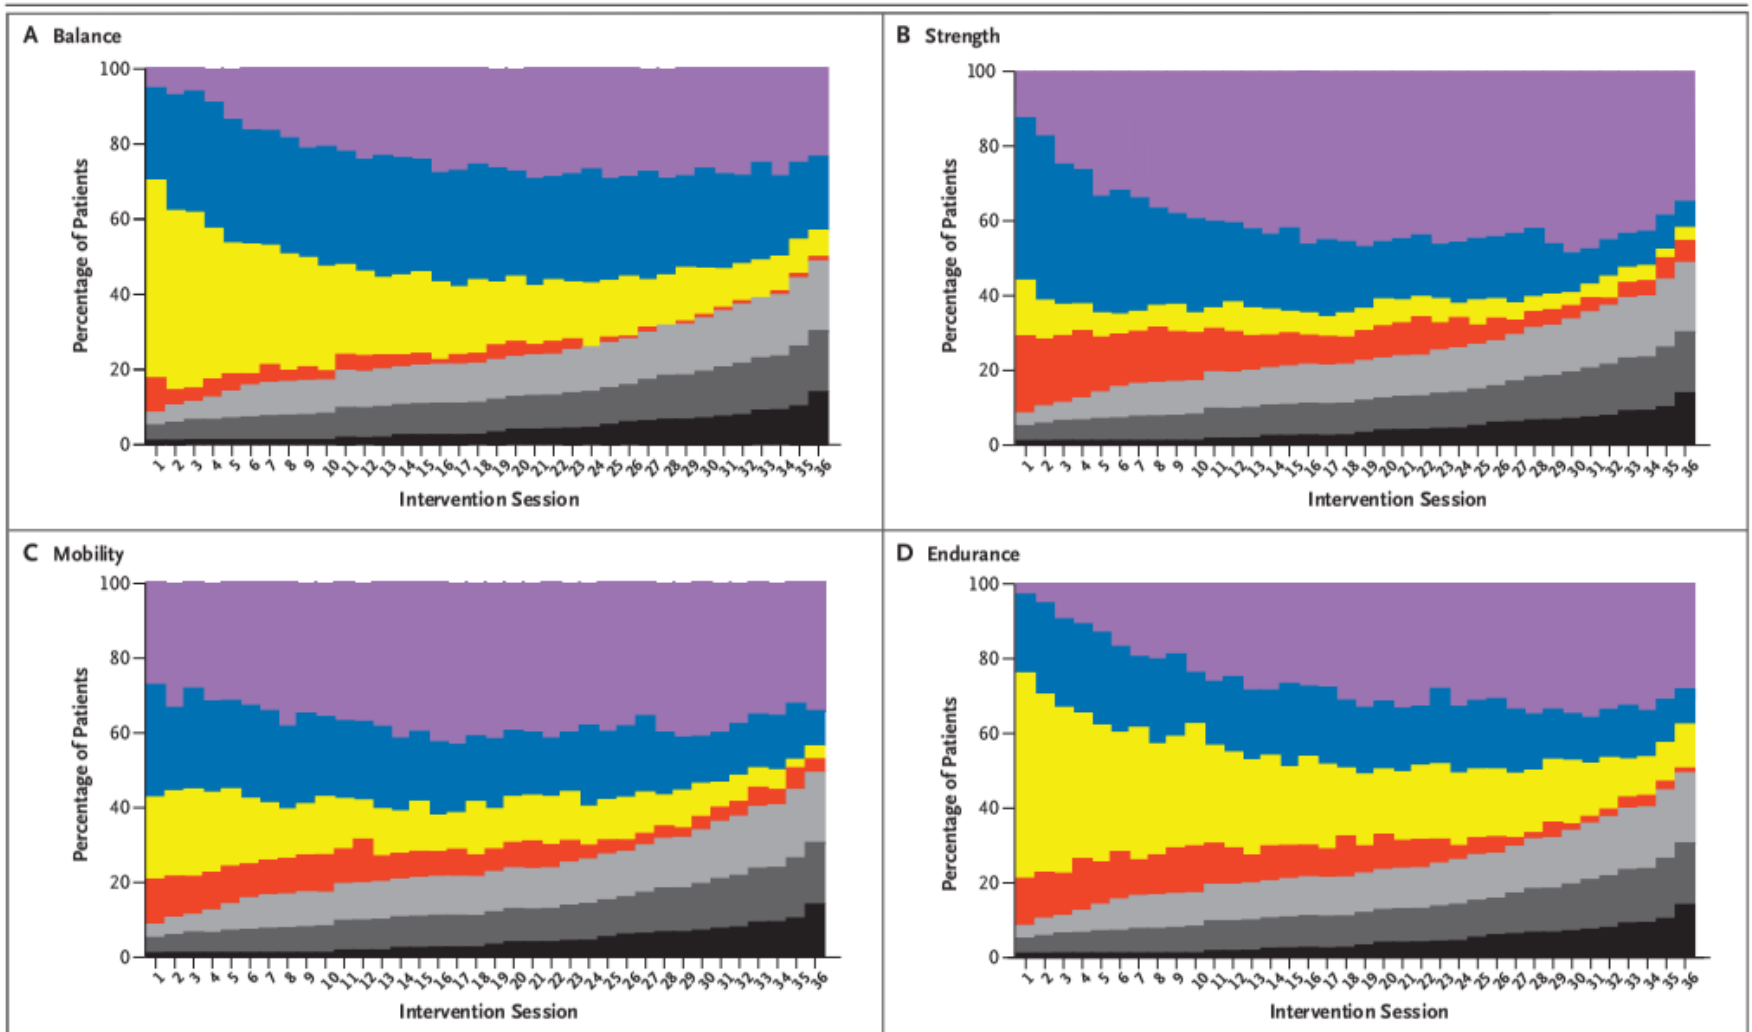 A Balance
Percentage of Patients
100
80
60
40
20
0
1 2 3 4 5 6 7 8 9 10 11 12 13 14 15 16 17 18 19 20 21 22 23 24 25 26 27 28 29 30 31 32 33 34 35 36
Intervention Session
B Strength
Percentage of Patients
100
80
60
40
20
0
1 2 3 4 5 6 7 8 9 10 11 12 13 14 15 16 17 18 19 20 21 22 23 24 25 26 27 28 29 30 31 32 33 34 35 36
Intervention Session
C Mobility
Percentage of Patients
100
80
60
40
20
0
1 2 3 4 5 6 7 8 9 10 11 12 13 14 15 16 17 18 19 20 21 22 23 24 25 26 27 28 29 30 31 32 33 34 35 36
Intervention Session
D Endurance
Percentage of Patients
100
80
60
40
20
0
1 2 3 4 5 6 7 8 9 10 11 12 13 14 15 16 17 18 19 20 21 22 23 24 25 26 27 28 29 30 31 32 33 34 35 36
Intervention Session